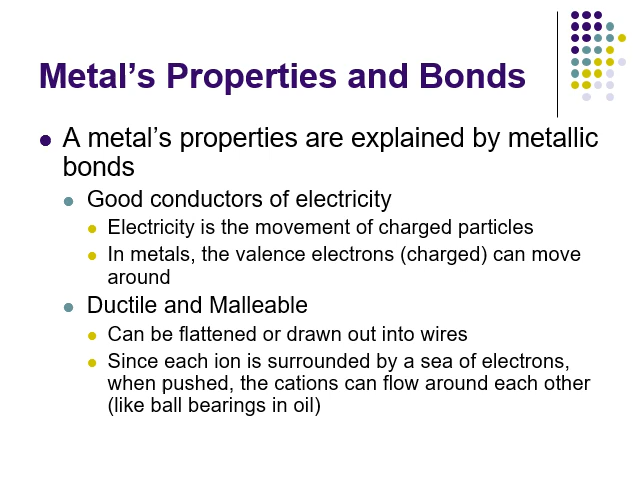 Metal’s Properties and Bonds
A metal’s properties are explained by metallic
bonds
Good conductors of electricity
Electricity is the movement of charged particles
In metals, the valence electrons (charged) can move
around
Ductile and Malleable
Can be flattened or drawn out into wires
Since each ion is surrounded by a sea of electrons,
when pushed, the cations can flow around each other
(like ball bearings in oil)